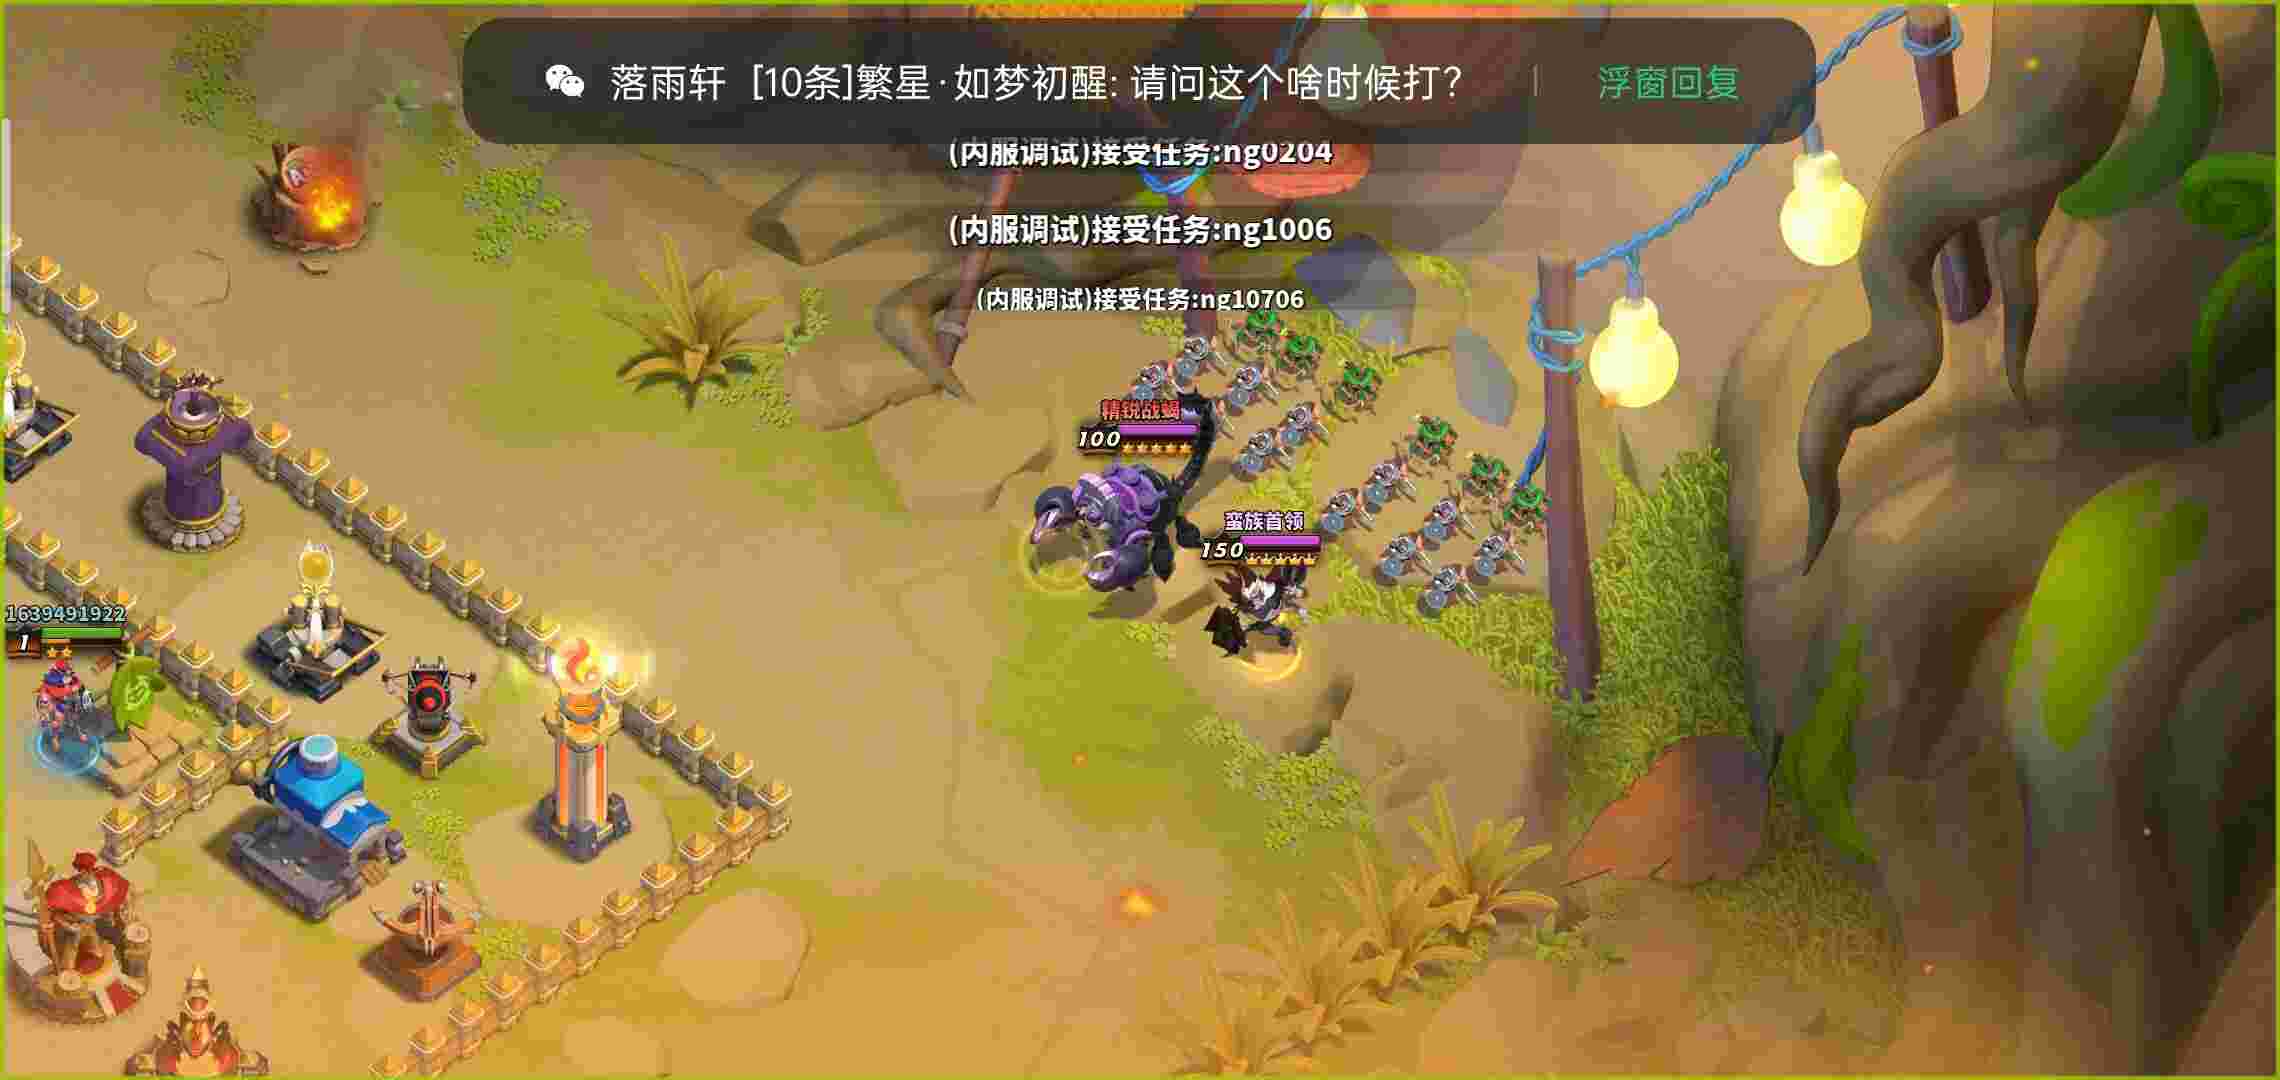 落雨轩 [10条]繁星·如梦初醒: 请问这个啥时候打? 浮窗回复
(内服调试)接受任务:ng0204
(内服调试)接受任务:ng1006
(内服调试)接受任务:ng10706
精锐战蝎
100
蛮族首领
150
1639491922
1